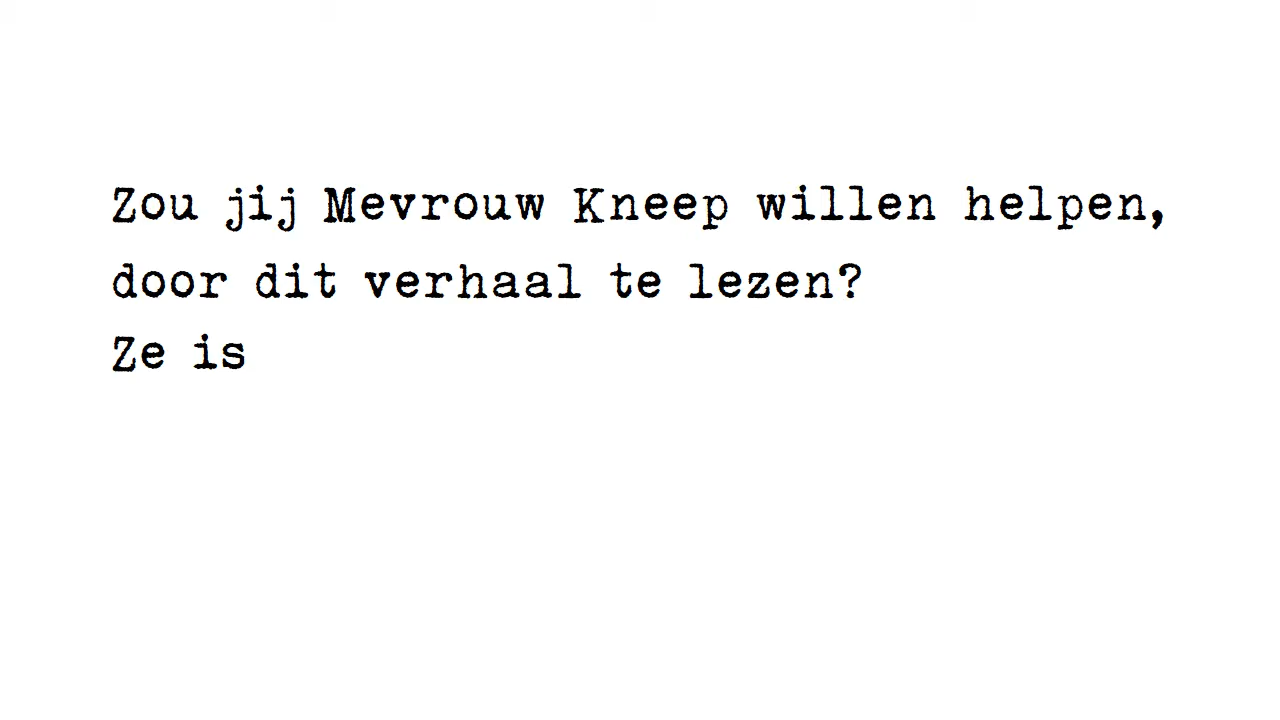 Zou jij Mevrouw Kneep willen helpen,
door dit verhaal te lezen?
Ze is